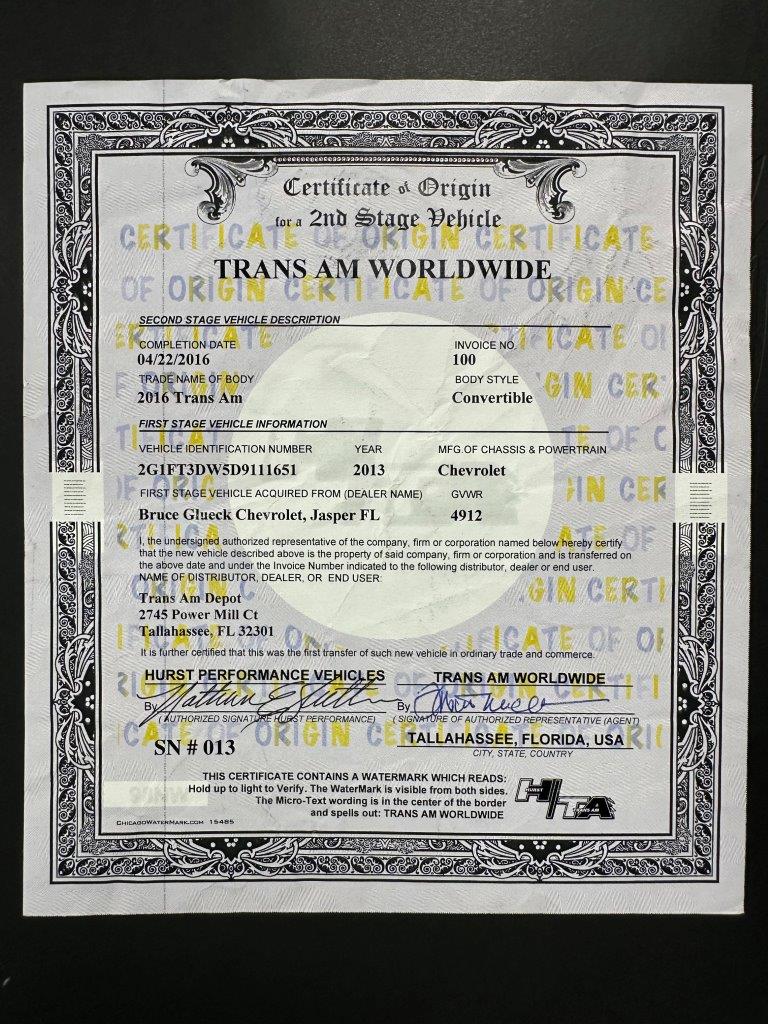 Certificate of Origin
for a 2nd Stage Vehicle
TRANS AM WORLDWIDE
SECOND STAGE VEHICLE DESCRIPTION
COMPLETION DATE INVOICE NO.
04/22/2016 100
TRADE NAME OF BODY BODY STYLE
2016 Trans Am Convertible
FIRST STAGE VEHICLE INFORMATION
VEHICLE IDENTIFICATION NUMBER YEAR MFG.OF CHASSIS & POWERTRAIN
2G1FT3DW5D9111651 2013 Chevrolet
FIRST STAGE VEHICLE ACQUIRED FROM (DEALER NAME) GVWR
Bruce Glueck Chevrolet, Jasper FL 4912
I, the undersigned authorized representative of the company, firm or corporation named below hereby certify
that the new vehicle described above is the property of said company, firm or corporation and is transferred on
the above date and under the Invoice Number indicated to the following distributor, dealer or end user.
NAME OF DISTRIBUTOR, DEALER, OR END USER:
Trans Am Depot
2745 Power Mill Ct
Tallahassee, FL 32301
It is further certified that this was the first transfer of such new vehicle in ordinary trade and commerce.
HURST PERFORMANCE VEHICLES TRANS AM WORLDWIDE
By By
(AUTHORIZED SIGNATURE HURST PERFORMANCE) (SIGNATURE OF AUTHORIZED REPRESENTATIVE (AGENT)
SN # 013 TALLAHASSEE, FLORIDA, USA
CITY, STATE, COUNTRY
THIS CERTIFICATE CONTAINS A WATERMARK WHICH READS:
Hold up to light to Verify. The WaterMark is visible from both sides.
The Micro-Text wording is in the center of the border
and spells out: TRANS AM WORLDWIDE
HURST TRANS AM HTA
CHICAGOWATERMARK.COM 15485